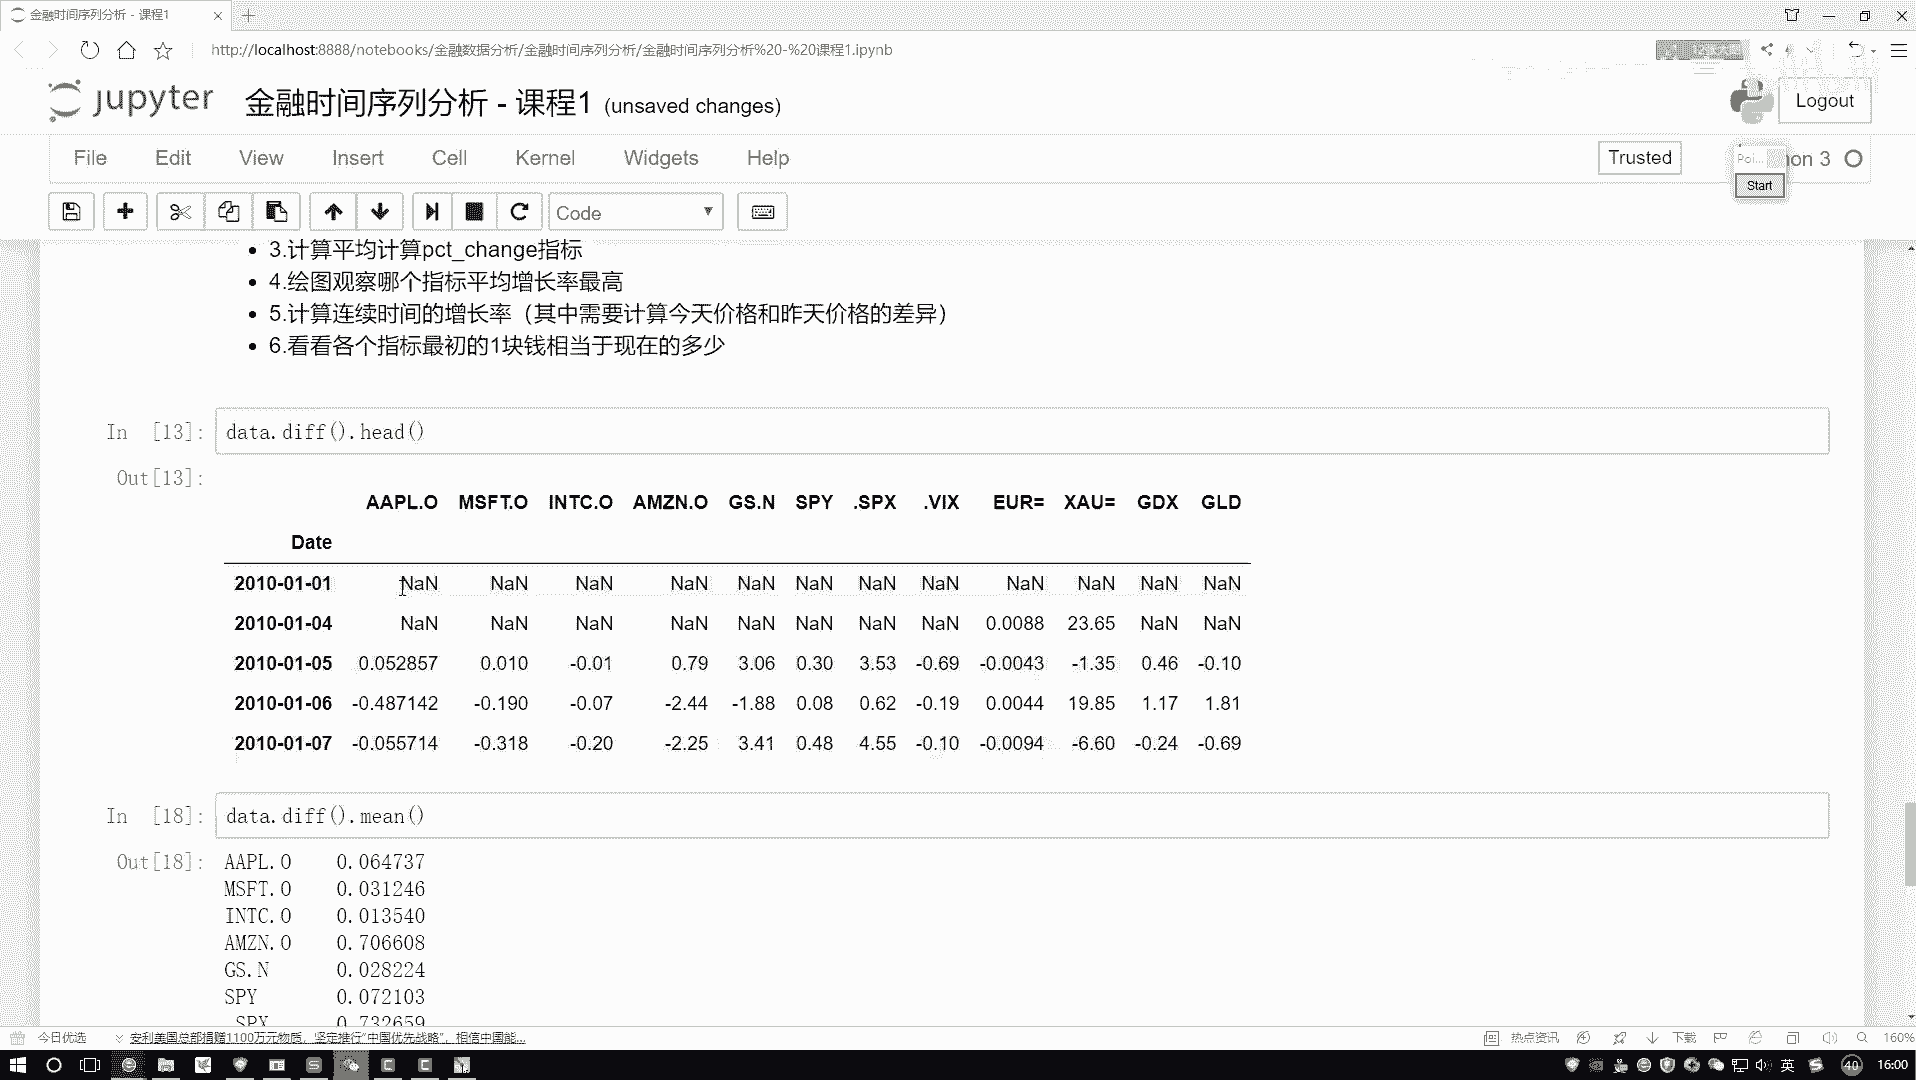 金融时间序列分析 - 课程1
http://localhost:8888/notebooks/金融数据分析/金融时间序列分析/金融时间序列分析%20-%20课程1.ipynb
jupyter 金融时间序列分析 - 课程1 (unsaved changes)
Logout
File Edit View Insert Cell Kernel Widgets Help
Trusted
Poi... on 3
Start
Code
3.计算平均计算pct_change指标
4.绘图观察哪个指标平均增长率最高
5.计算连续时间的增长率（其中需要计算今天价格和昨天价格的差异）
6.看看各个指标最初的1块钱相当于现在的多少
In [13]: data.diff().head()
Out[13]:
AAPL.O MSFT.O INTC.O AMZN.O GS.N SPY .SPX .VIX EUR= XAU= GDX GLD
Date
2010-01-01 NaN NaN NaN NaN NaN NaN NaN NaN NaN NaN NaN NaN
2010-01-04 NaN NaN NaN NaN NaN NaN NaN NaN 0.0088 23.65 NaN NaN
2010-01-05 0.052857 0.010 -0.01 0.79 3.06 0.30 3.53 -0.69 -0.0043 -1.35 0.46 -0.10
2010-01-06 -0.487142 -0.190 -0.07 -2.44 -1.88 0.08 0.62 -0.19 0.0044 19.85 1.17 1.81
2010-01-07 -0.055714 -0.318 -0.20 -2.25 3.41 0.48 4.55 -0.10 -0.0094 -6.60 -0.24 -0.69
In [18]: data.diff().mean()
Out[18]: AAPL.O 0.064737
MSFT.O 0.031246
INTC.O 0.013540
AMZN.O 0.706608
GS.N 0.028224
SPY 0.072103
.SPX 0.732659
今日优选 安利美国总部捐赠1100万元物质，坚定推行“中国优先战略”，相信中国能... 热点资讯 下载 160%
英 40 16:00